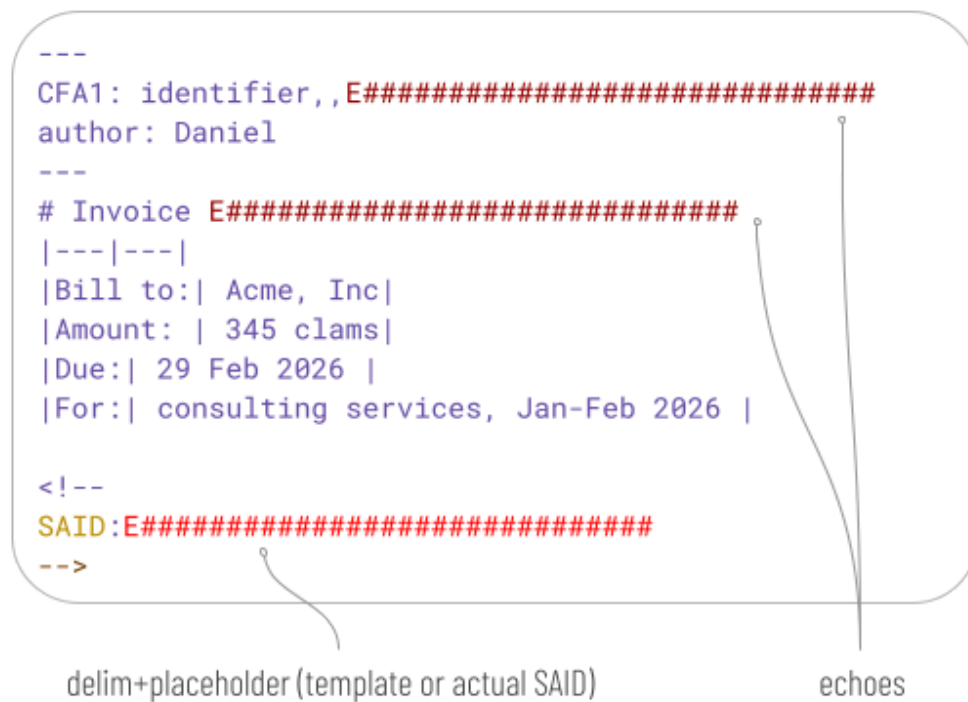 ---
CFA1: identifier,,E##############################
author: Daniel
---
# Invoice E##############################
|---|---|
|Bill to:| Acme, Inc|
|Amount: | 345 clams|
|Due:| 29 Feb 2026 |
|For:| consulting services, Jan-Feb 2026 |
<!--
SAID:E##############################
-->
delim+placeholder (template or actual SAID)
echoes